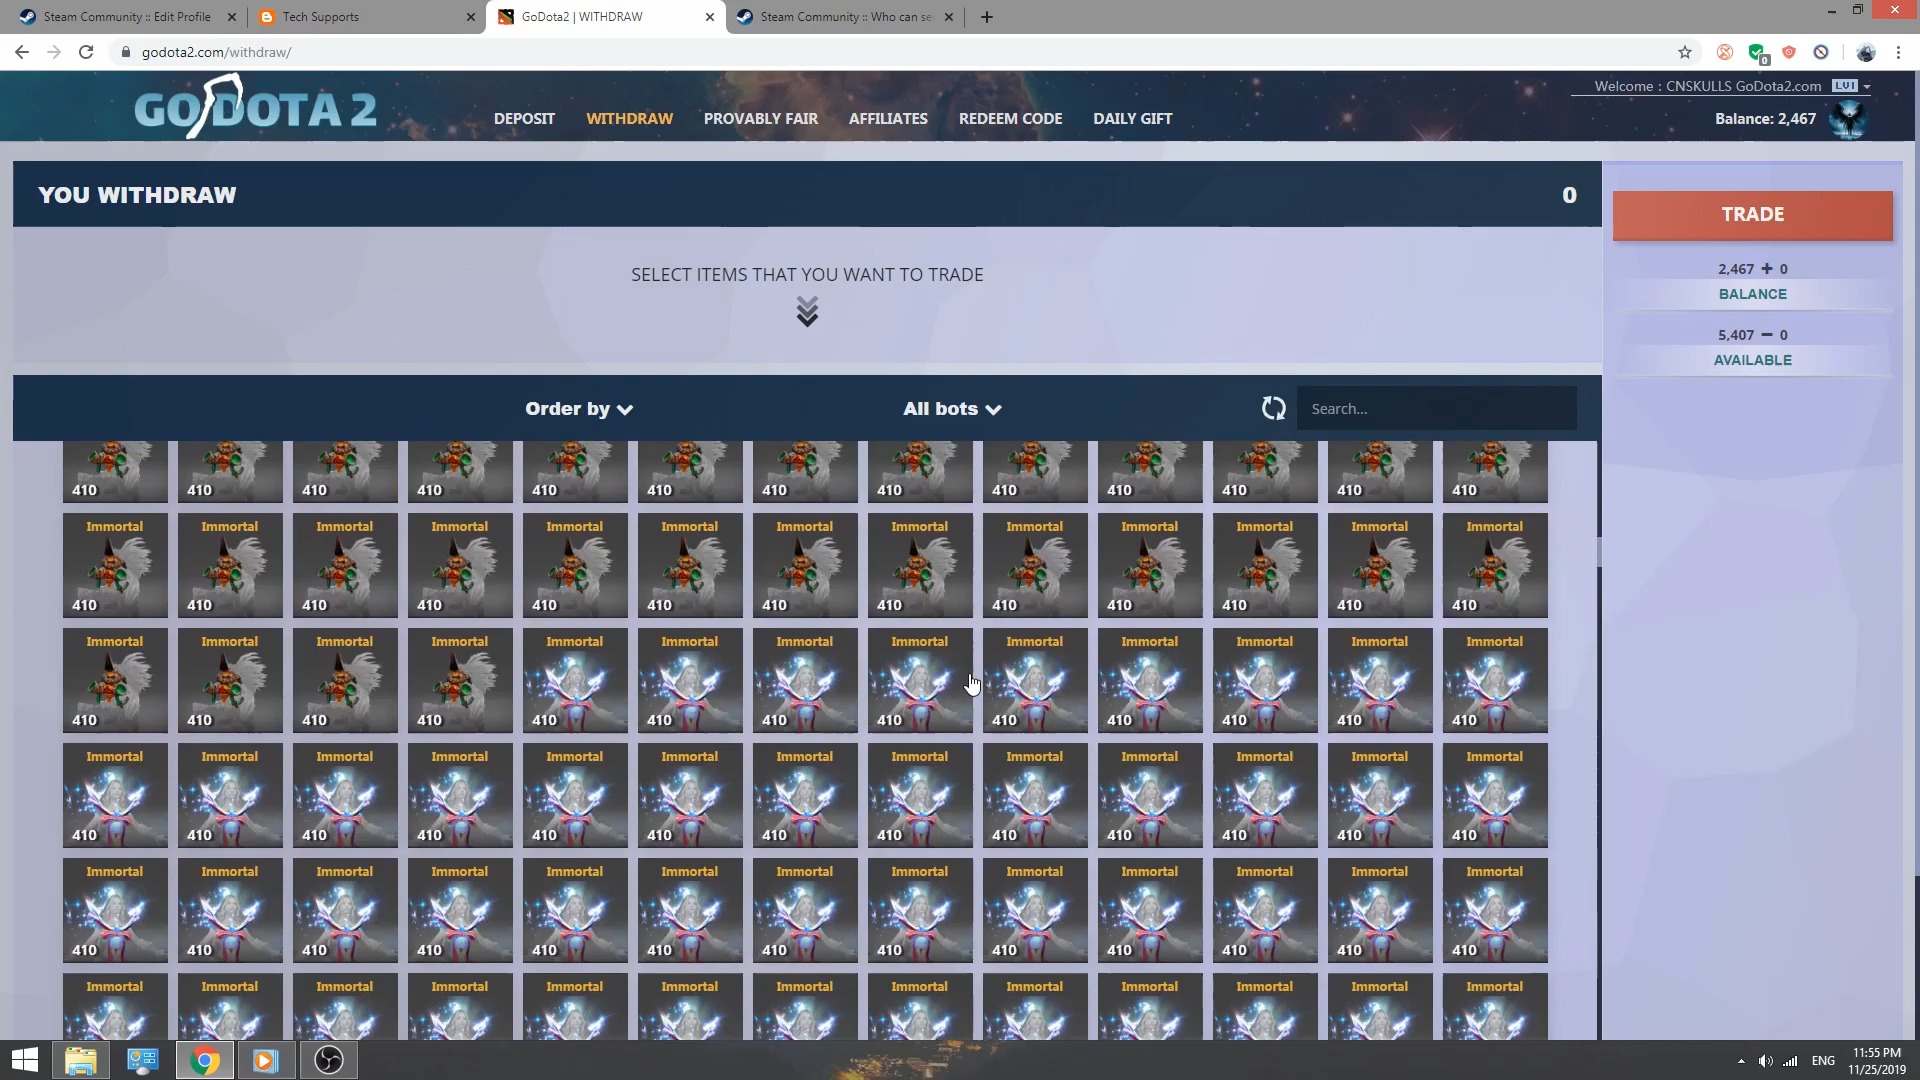 Steam Community :: Edit Profile
Tech Supports
GoDota2 | WITHDRAW
Steam Community :: Who can se
godota2.com/withdraw/
GODOTA 2
DEPOSIT
WITHDRAW
PROVABLY FAIR
AFFILIATES
REDEEM CODE
DAILY GIFT
Welcome : CNSKULLS GoDota2.com LVL
Balance: 2,467
YOU WITHDRAW
0
TRADE
SELECT ITEMS THAT YOU WANT TO TRADE
2,467 + 0
BALANCE
5,407 − 0
AVAILABLE
Order by
All bots
Search...
410 410 410 410 410 410 410 410 410 410 410 410 410
Immortal Immortal Immortal Immortal Immortal Immortal Immortal Immortal Immortal Immortal Immortal Immortal Immortal
410 410 410 410 410 410 410 410 410 410 410 410 410
Immortal Immortal Immortal Immortal Immortal Immortal Immortal Immortal Immortal Immortal Immortal Immortal Immortal
410 410 410 410 410 410 410 410 410 410 410 410 410
Immortal Immortal Immortal Immortal Immortal Immortal Immortal Immortal Immortal Immortal Immortal Immortal Immortal
410 410 410 410 410 410 410 410 410 410 410 410 410
Immortal Immortal Immortal Immortal Immortal Immortal Immortal Immortal Immortal Immortal Immortal Immortal Immortal
410 410 410 410 410 410 410 410 410 410 410 410 410
Immortal Immortal Immortal Immortal Immortal Immortal Immortal Immortal Immortal Immortal Immortal Immortal Immortal
ENG
11:55 PM
11/25/2019